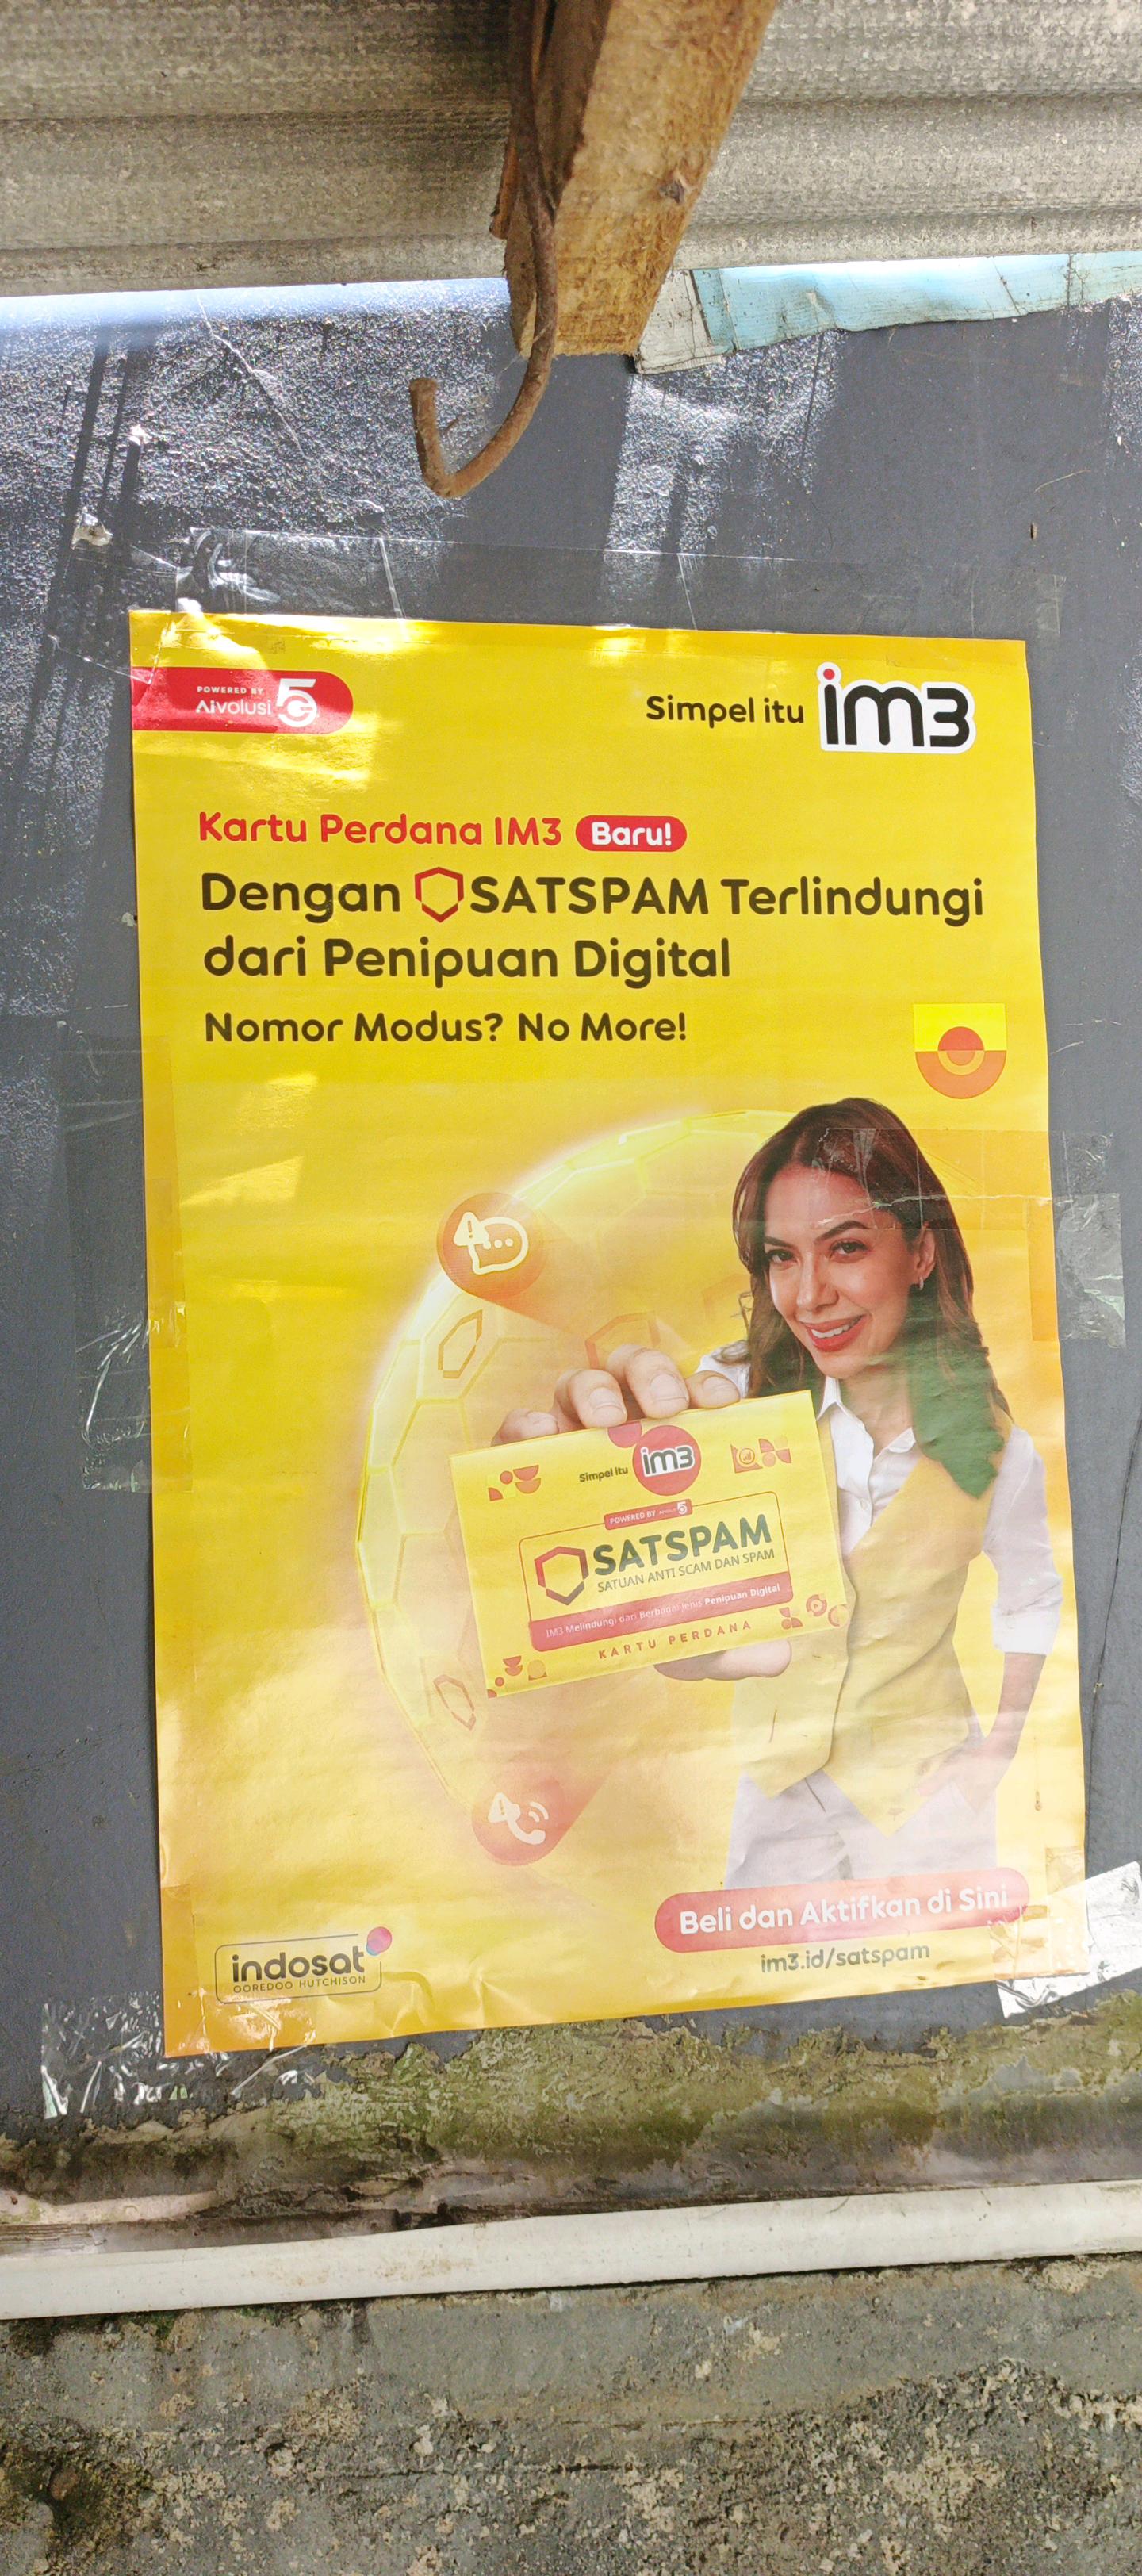 POWERED BY
AIvolusi 5G
Simpel itu im3
Kartu Perdana IM3 Baru!
Dengan SATSPAM Terlindungi
dari Penipuan Digital
Nomor Modus? No More!
Simpel itu im3
POWERED BY AIvolusi 5G
SATSPAM
SATUAN ANTI SCAM DAN SPAM
IM3 Melindungi dari Berbagai Jenis Penipuan Digital
KARTU PERDANA
Beli dan Aktifkan di Sini
im3.id/satspam
indosat
OOREDOO HUTCHISON